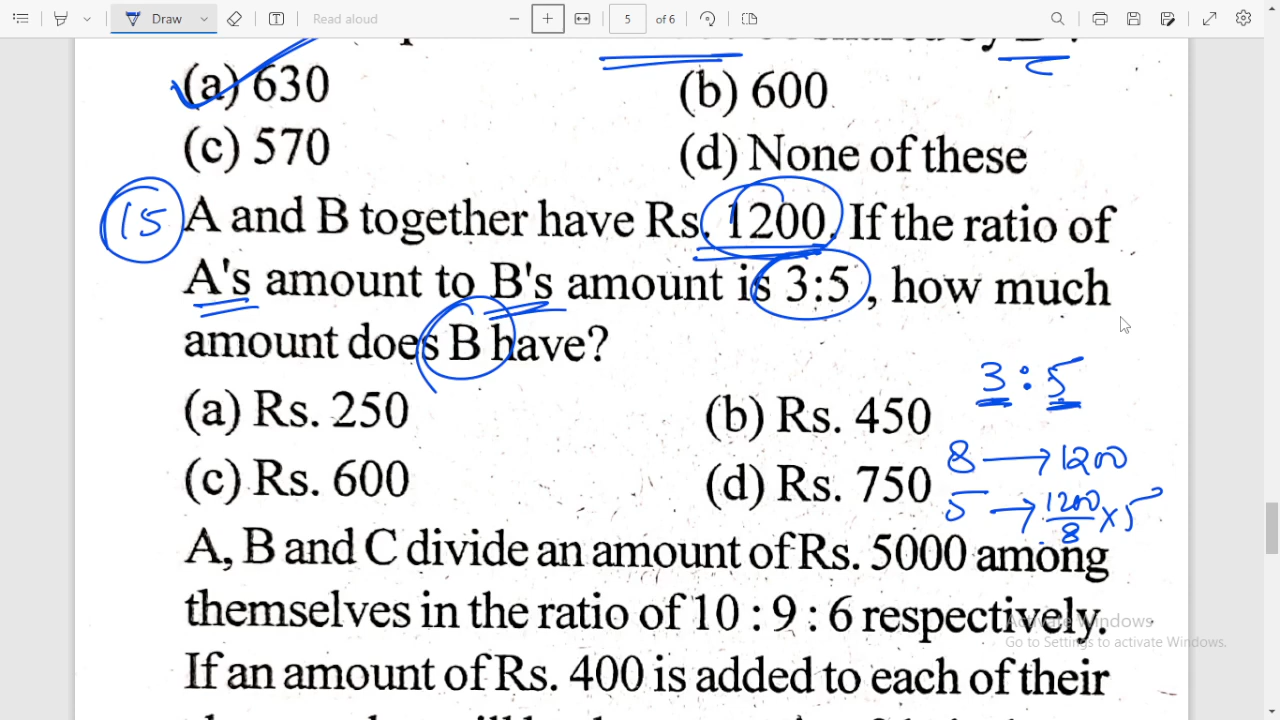 Draw
Read aloud
5 of 6
(a) 630
(b) 600
(c) 570
(d) None of these
15
A and B together have Rs. 1200. If the ratio of
A's amount to B's amount is 3:5, how much
amount does B have?
3 : 5
(a) Rs. 250
(b) Rs. 450
8 → 1200
(c) Rs. 600
(d) Rs. 750
5 → 1200/8 × 5
A, B and C divide an amount of Rs. 5000 among
themselves in the ratio of 10 : 9 : 6 respectively.
Activate Windows
Go to Settings to activate Windows.
If an amount of Rs. 400 is added to each of their